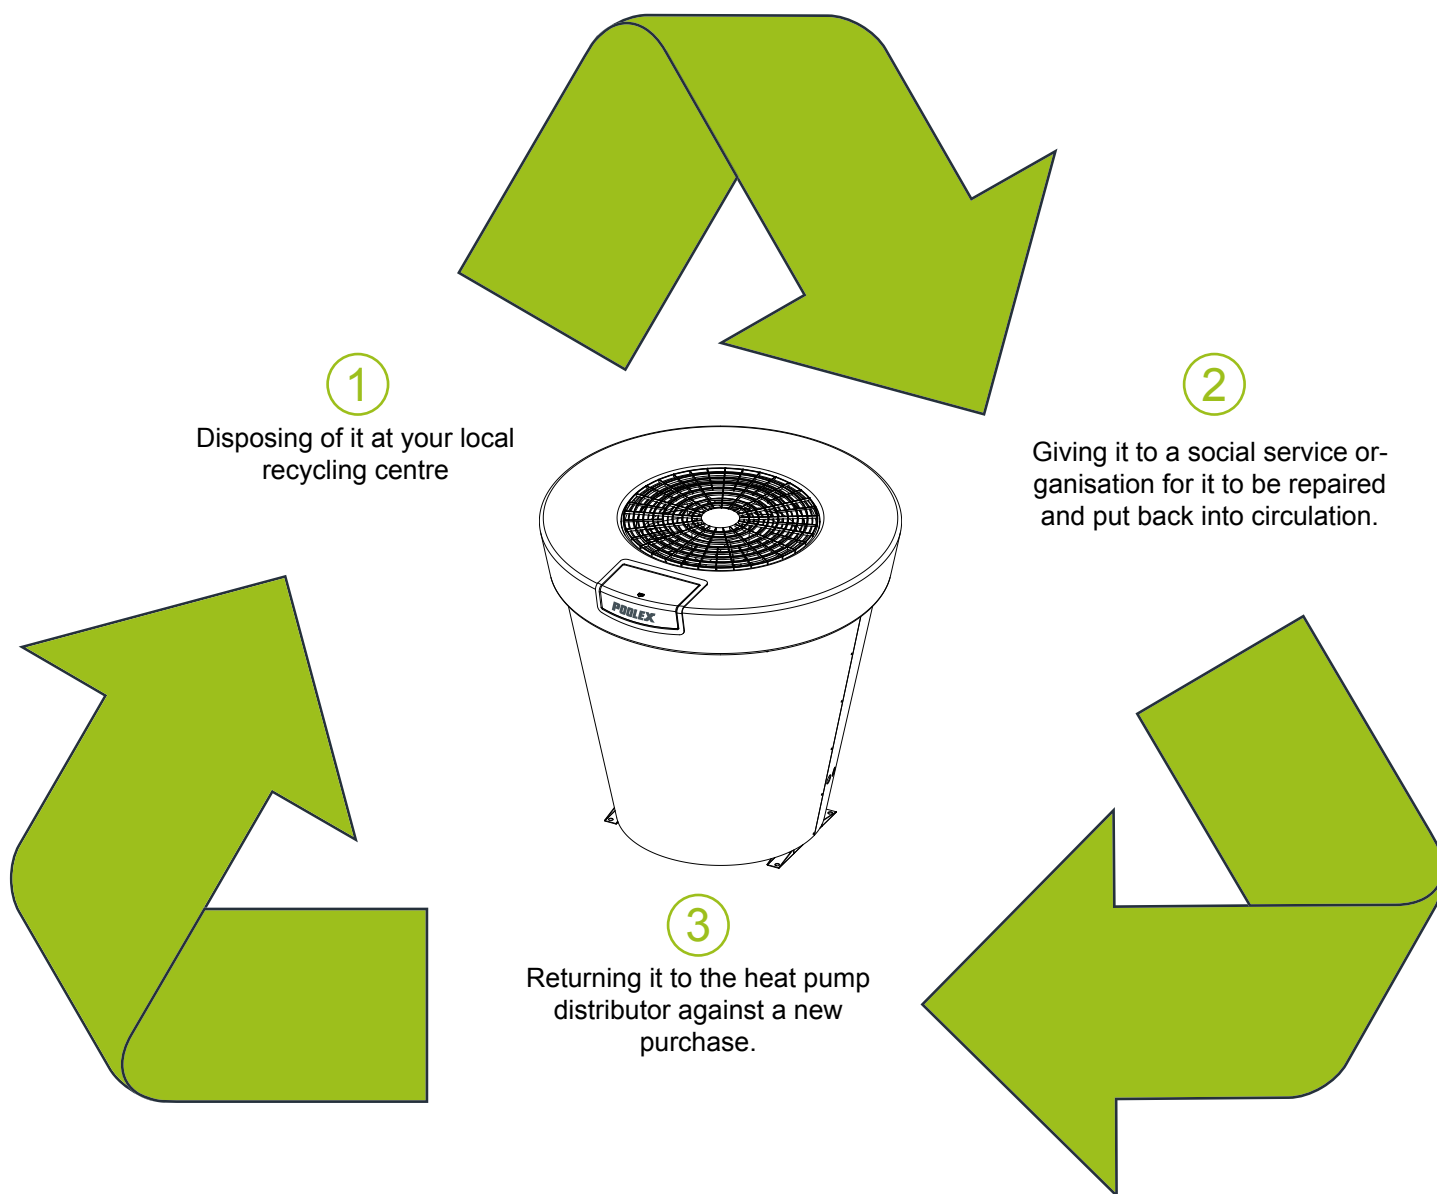 1
Disposing of it at your local
recycling centre
2
Giving it to a social service or-
ganisation for it to be repaired
and put back into circulation.
POOLEX
3
Returning it to the heat pump
distributor against a new
purchase.